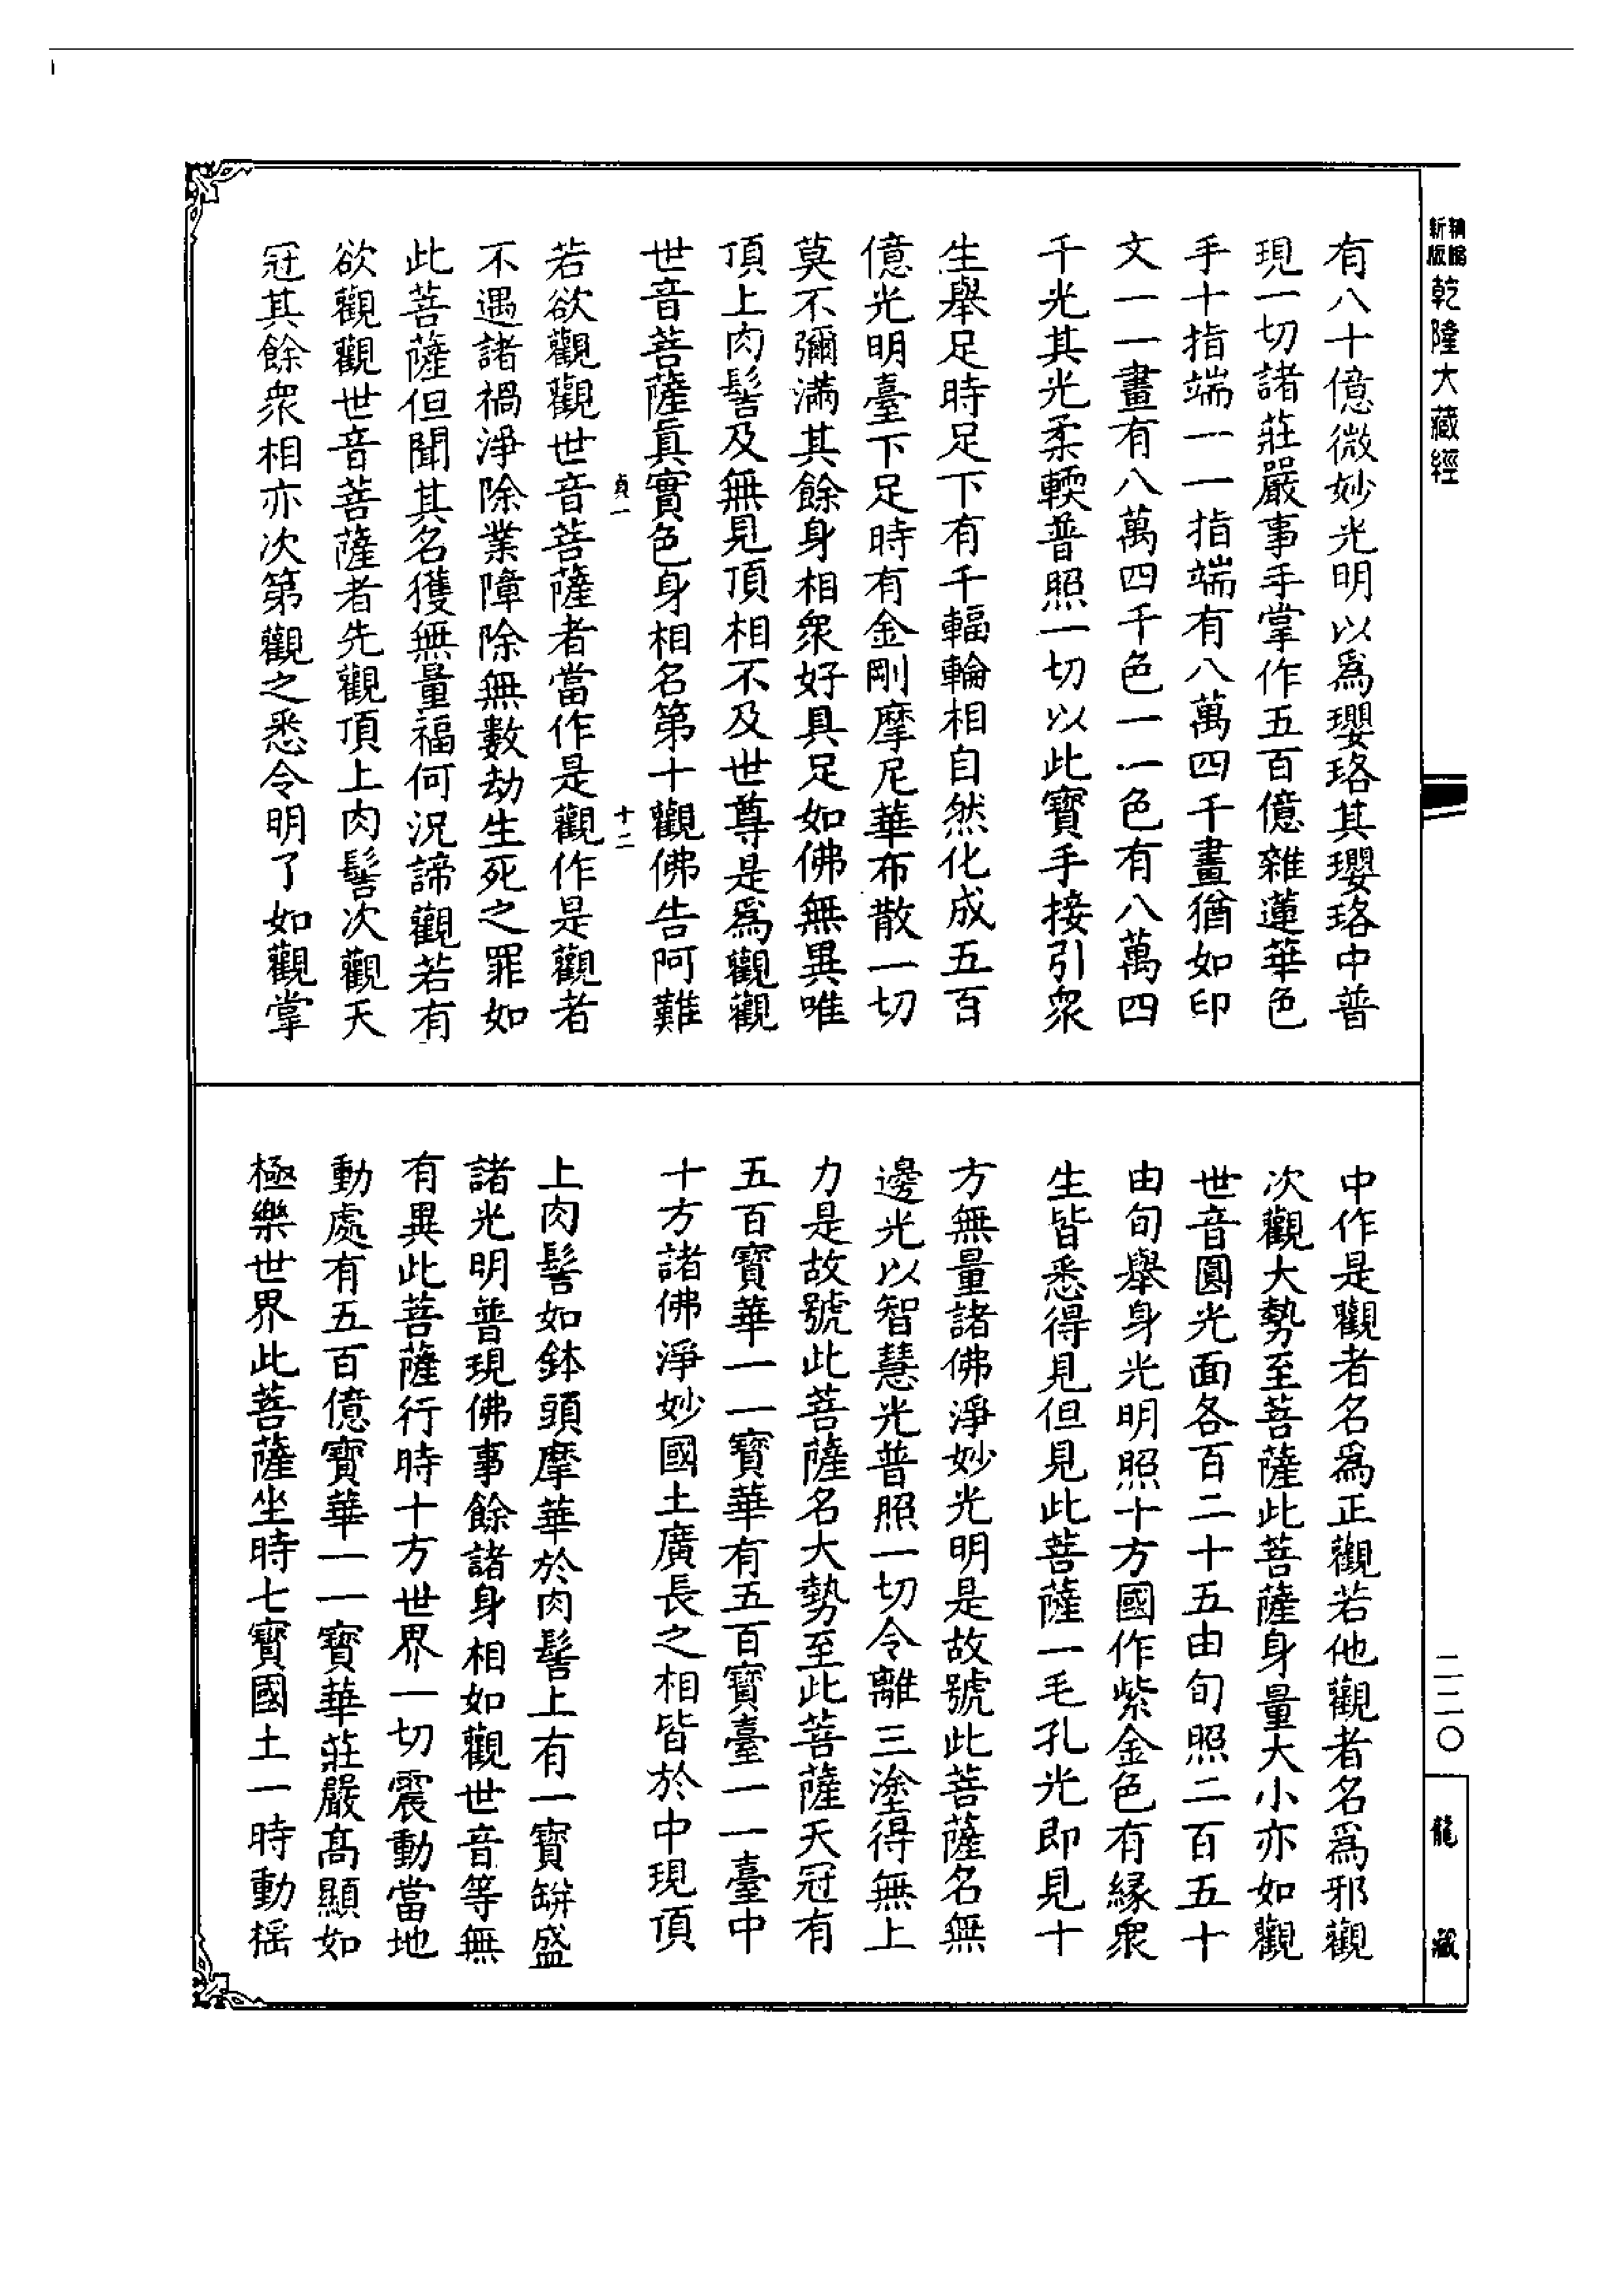 新編
新版
乾隆大藏經
有八十億微妙光明以爲瓔珞其瓔珞中普
現一切諸莊嚴事手掌作五百億雜蓮華色
手十指端一一指端有八萬四千畫猶如印
文一一畫有八萬四千色一一色有八萬四
千光其光柔輭普照一切以此寶手接引衆
生舉足時足下有千輻輪相自然化成五百
億光明臺下足時有金剛摩尼華布散一切
莫不彌滿其餘身相衆好具足如佛無異唯
頂上肉髻及無見頂相不及世尊是爲觀觀
世音菩薩眞實色身相名第十觀佛告阿難
貞一
十二
若欲觀觀世音菩薩者當作是觀作是觀者
不遇諸禍淨除業障除無數劫生死之罪如
此菩薩但聞其名獲無量福何況諦觀若有
欲觀觀世音菩薩者先觀頂上肉髻次觀天
冠其餘衆相亦次第觀之悉令明了如觀掌
中作是觀者名爲正觀若他觀者名爲邪觀
次觀大勢至菩薩此菩薩身量大小亦如觀
世音圓光面各百二十五由旬照二百五十
由旬舉身光明照十方國作紫金色有緣衆
生皆悉得見但見此菩薩一毛孔光即見十
方無量諸佛淨妙光明是故號此菩薩名無
邊光以智慧光普照一切令離三塗得無上
力是故號此菩薩名大勢至此菩薩天冠有
五百寶華一一寶華有五百寶臺一一臺中
十方諸佛淨妙國土廣長之相皆於中現頂
上肉髻如鉢頭摩華於肉髻上有一寶缾盛
諸光明普現佛事餘諸身相如觀世音等無
有異此菩薩行時十方世界一切震動當地
動處有五百億寶華一一寶華莊嚴高顯如
極樂世界此菩薩坐時七寶國土一時動搖
二二〇
龍藏